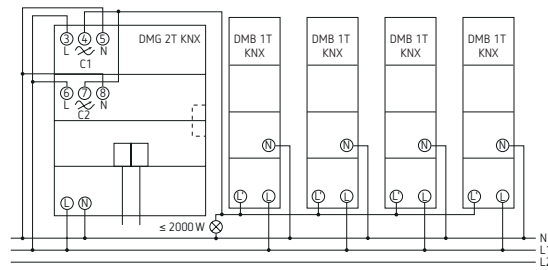 ③ ④ ⑤ DMG 2T KNX
L N
C1
⑥ ⑦ ⑧
L N
C2
L N
≤ 2000 W
DMB 1T
KNX
N
L' L
DMB 1T
KNX
N
L' L
DMB 1T
KNX
N
L' L
DMB 1T
KNX
N
L' L
N
L1
L2